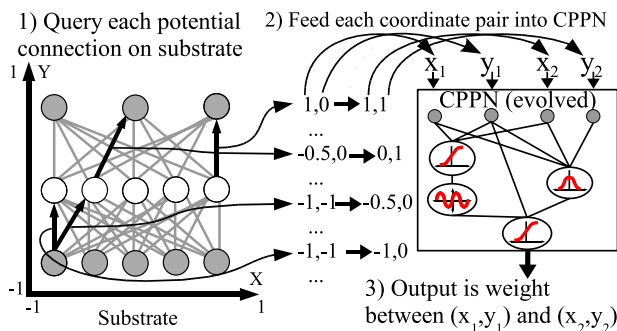 1) Query each potential
connection on substrate
2) Feed each coordinate pair into CPPN
1 Y
x1 y1 x2 y2
CPPN (evolved)
1,0 1,1
...
-0.5,0 0,1
...
-1,-1 -0.5,0
...
-1,-1 -1,0
...
-1
-1 X 1
Substrate
3) Output is weight
between (x1,y1) and (x2,y2)